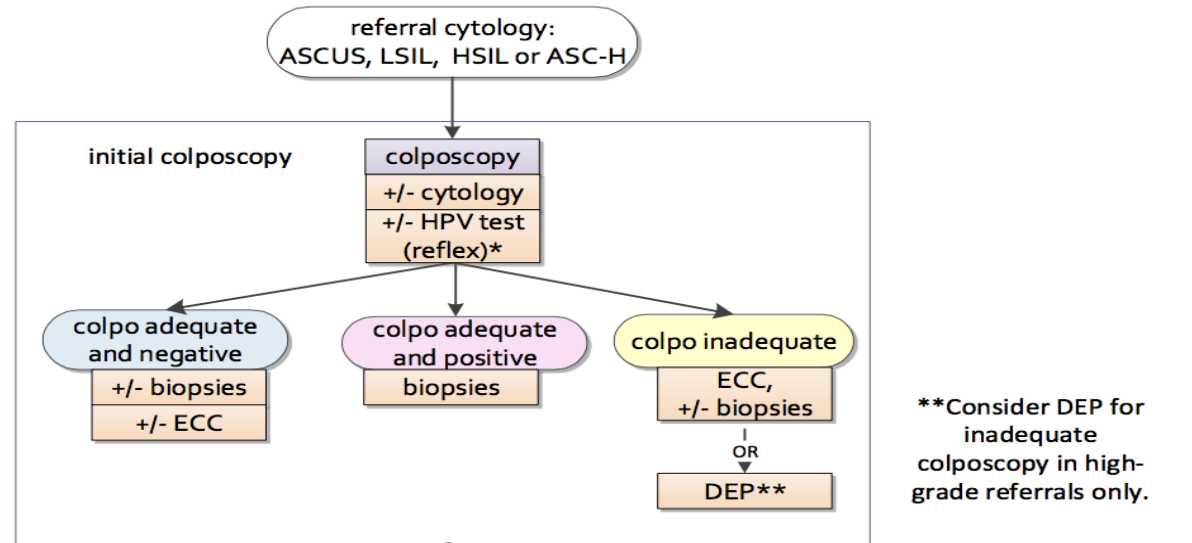 referral cytology:
ASCUS, LSIL, HSIL or ASC-H
initial colposcopy
colposcopy
+/- cytology
+/- HPV test
(reflex)*
colpo adequate
and negative
+/- biopsies
+/- ECC
colpo adequate
and positive
biopsies
colpo inadequate
ECC,
+/- biopsies
OR
DEP**
**Consider DEP for
inadequate
colposcopy in high-
grade referrals only.